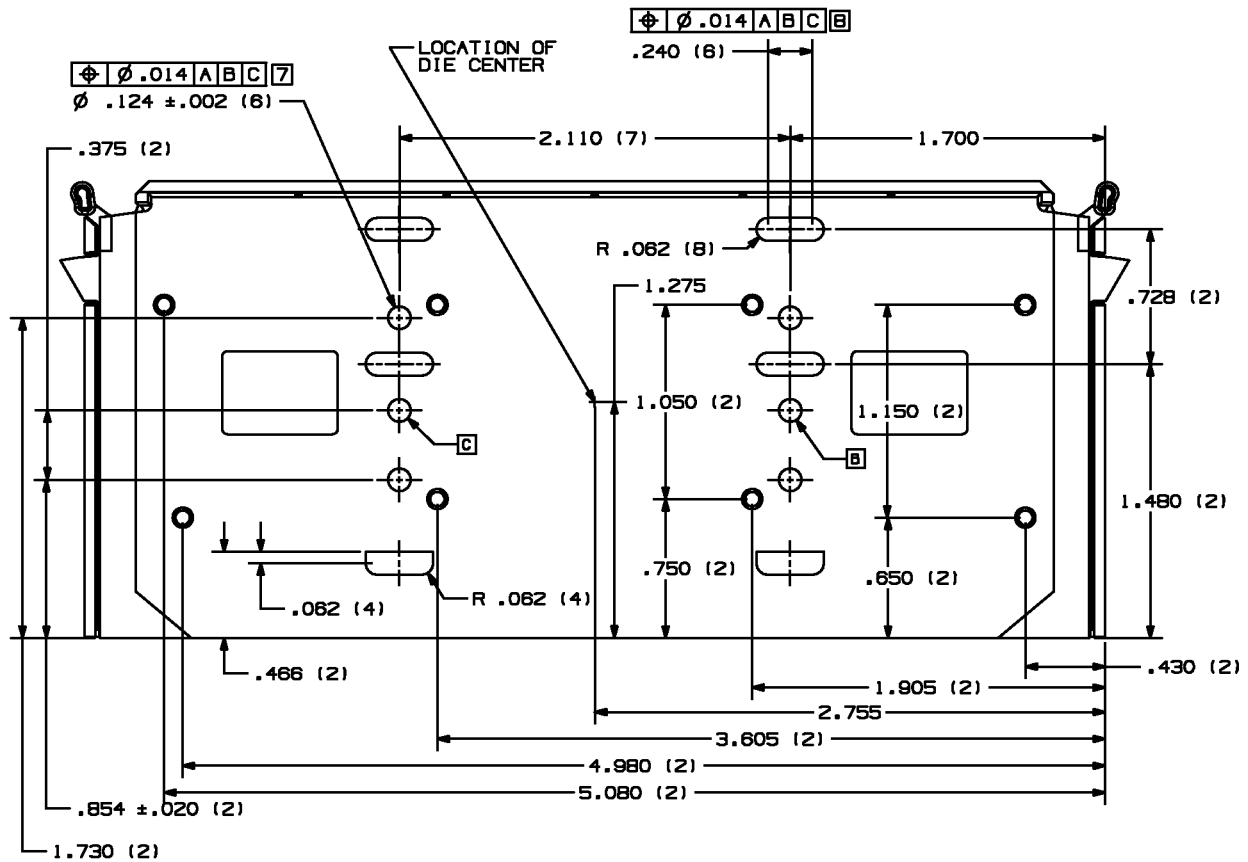 ⌖ Ø .014 A B C B
.240 (6)
LOCATION OF
DIE CENTER
⌖ Ø .014 A B C 7
Ø .124 ±.002 (6)
2.110 (7)
1.700
.375 (2)
R .062 (8)
1.275
.728 (2)
1.050 (2)
1.150 (2)
C
B
1.480 (2)
.750 (2)
.650 (2)
.062 (4)
R .062 (4)
.466 (2)
.430 (2)
1.905 (2)
2.755
3.605 (2)
4.980 (2)
5.080 (2)
.854 ±.020 (2)
1.730 (2)